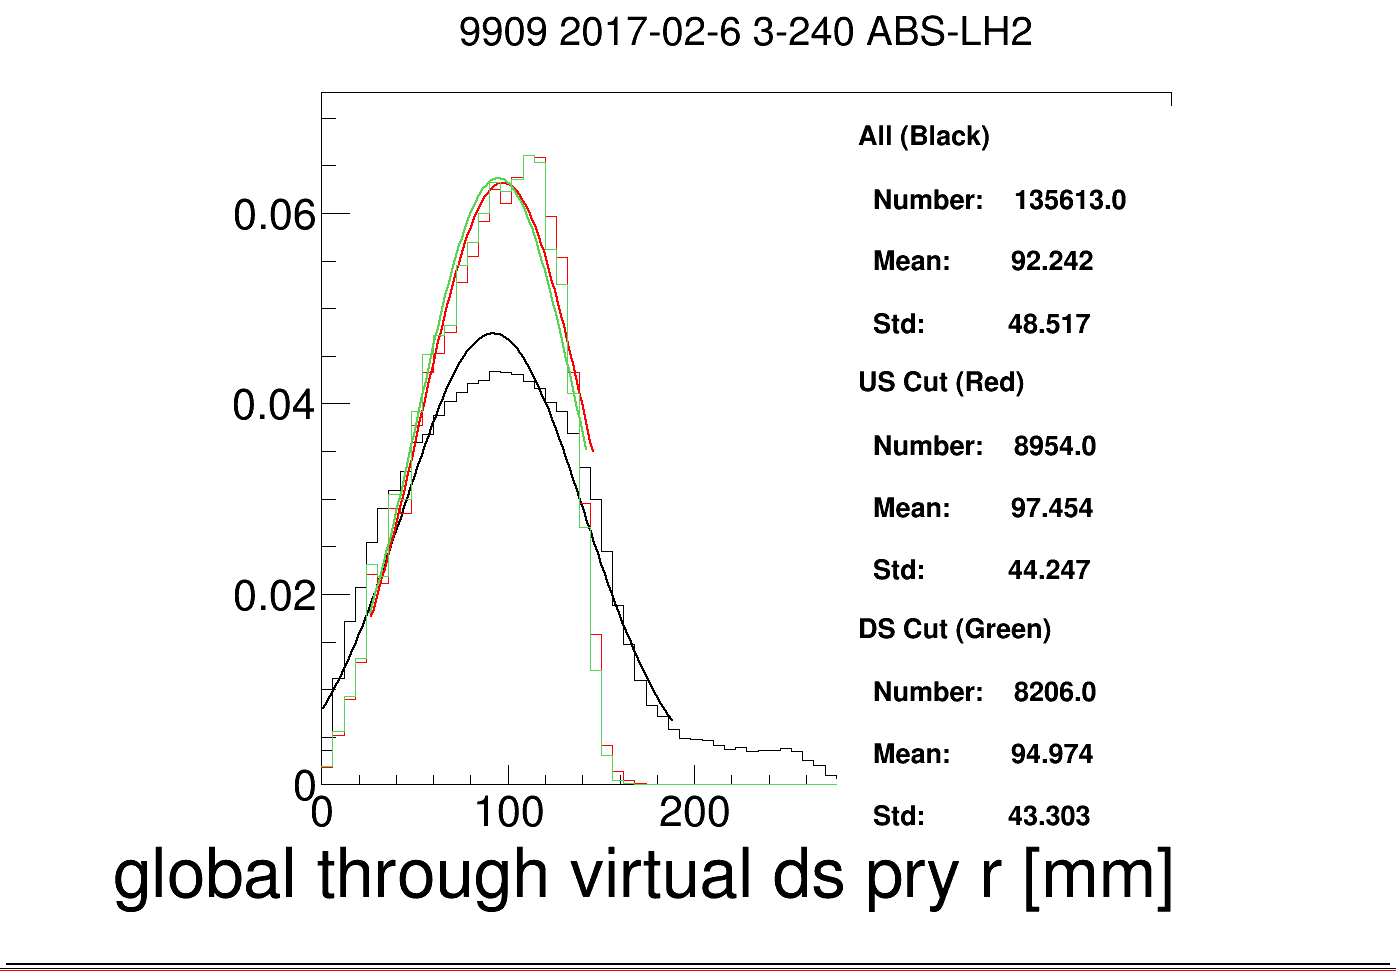 9909 2017-02-6 3-240 ABS-LH2
All (Black)
Number: 135613.0
Mean: 92.242
Std: 48.517
US Cut (Red)
Number: 8954.0
Mean: 97.454
Std: 44.247
DS Cut (Green)
Number: 8206.0
Mean: 94.974
Std: 43.303
0.06
0.04
0.02
0
0 100 200
global through virtual ds pry r [mm]